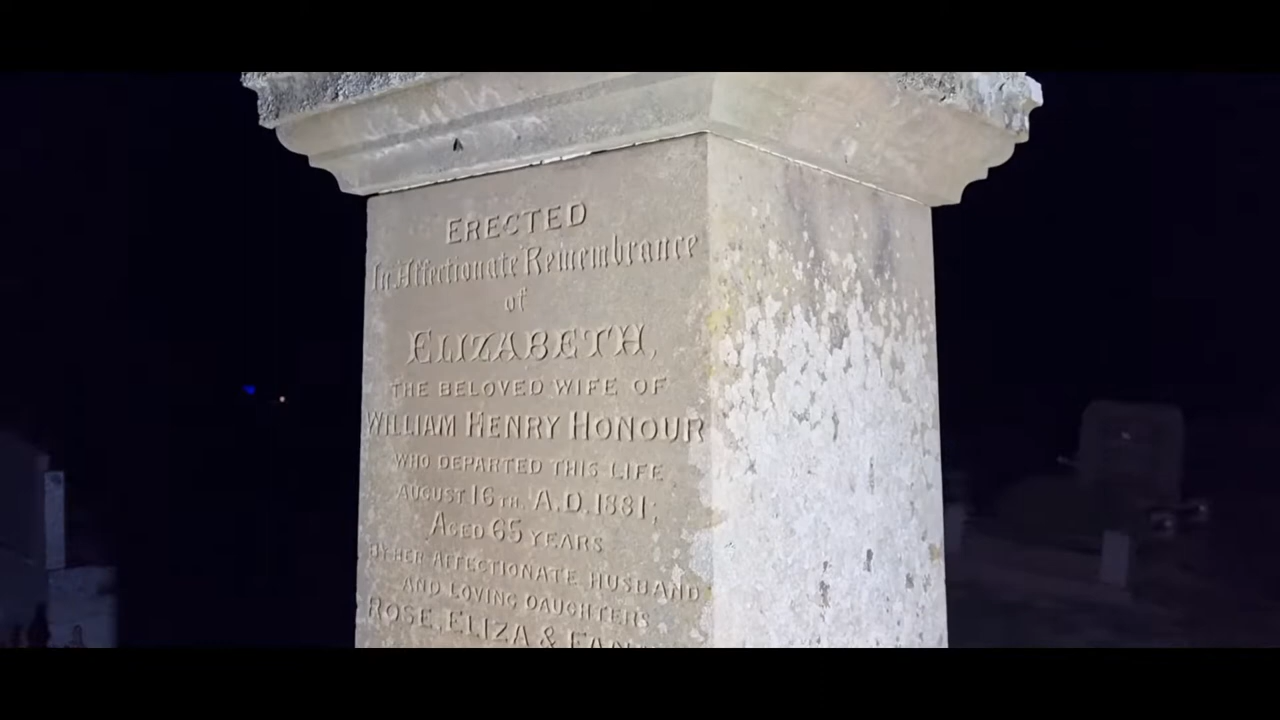 ERECTED
In Affectionate Remembrance
of
ELIZABETH,
THE BELOVED WIFE OF
WILLIAM HENRY HONOUR
WHO DEPARTED THIS LIFE
AUGUST 16TH. A.D. 1881;
AGED 65 YEARS
BY HER AFFECTIONATE HUSBAND
AND LOVING DAUGHTERS
ROSE, ELIZA &